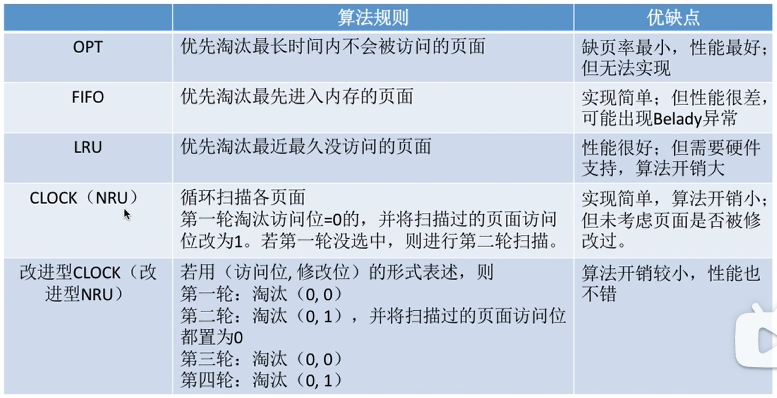 算法规则
优缺点
OPT
优先淘汰最长时间内不会被访问的页面
缺页率最小，性能最好；
但无法实现
FIFO
优先淘汰最先进入内存的页面
实现简单；但性能很差，
可能出现Belady异常
LRU
优先淘汰最近最久没访问的页面
性能很好；但需要硬件
支持，算法开销大
CLOCK（NRU）
循环扫描各页面
第一轮淘汰访问位=0的，并将扫描过的页面访问
位改为1。若第一轮没选中，则进行第二轮扫描。
实现简单，算法开销小；
但未考虑页面是否被修
改过。
改进型CLOCK（改
进型NRU）
若用（访问位, 修改位）的形式表述，则
第一轮：淘汰（0, 0）
第二轮：淘汰（0, 1），并将扫描过的页面访问位
都置为0
第三轮：淘汰（0, 0）
第四轮：淘汰（0, 1）
算法开销较小，性能也
不错